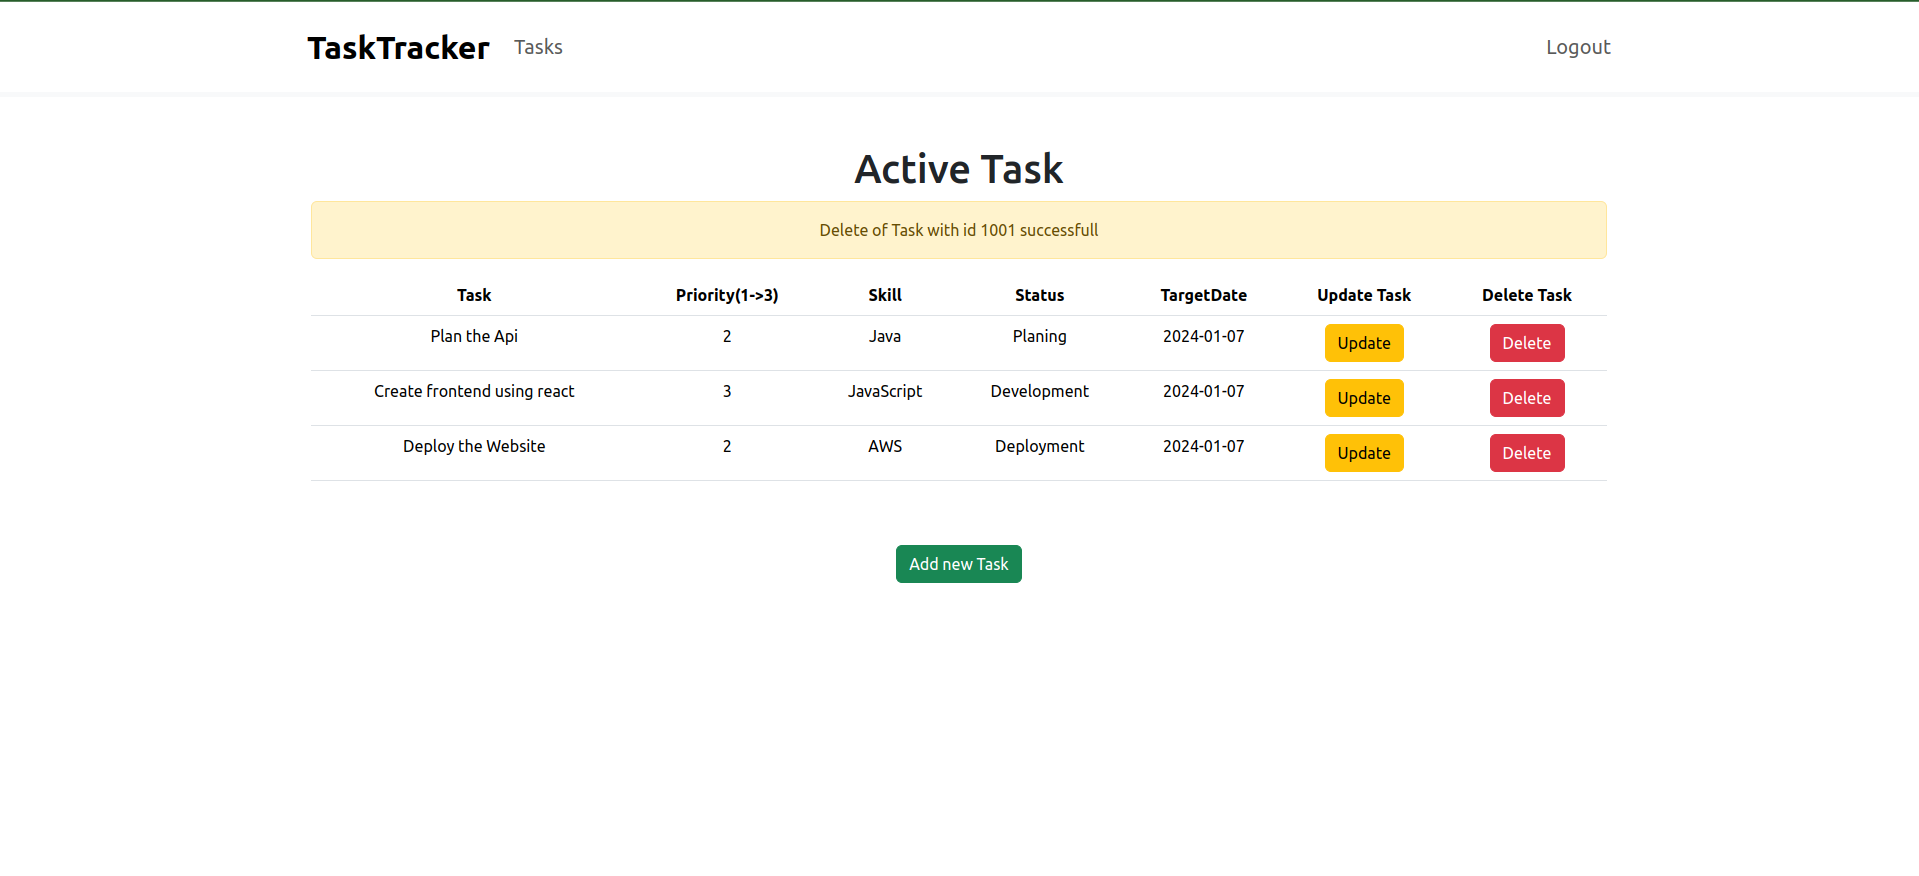 TaskTracker Tasks Logout
Active Task
Delete of Task with id 1001 successfull
Task Priority(1->3) Skill Status TargetDate Update Task Delete Task
Plan the Api 2 Java Planing 2024-01-07 Update Delete
Create frontend using react 3 JavaScript Development 2024-01-07 Update Delete
Deploy the Website 2 AWS Deployment 2024-01-07 Update Delete
Add new Task